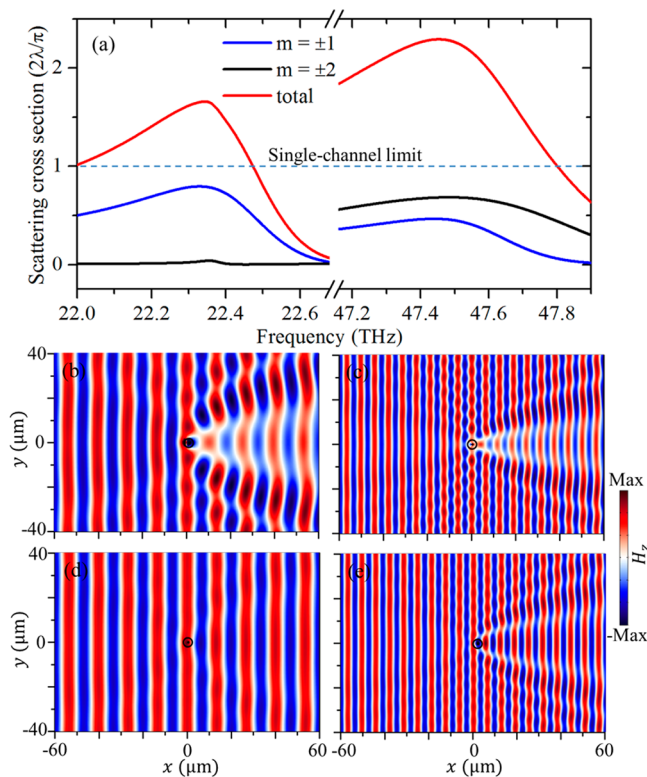 (a)
m = ±1
m = ±2
total
Single-channel limit
Scattering cross section (2λ/π)
2
1
0
22.0 22.2 22.4 22.6 47.2 47.4 47.6 47.8
Frequency (THz)
(b)
(c)
40
0
-40
y (μm)
(d)
(e)
40
0
-40
y (μm)
-60 0 60
-60 0 60
x (μm)
x (μm)
Max
H_z
-Max